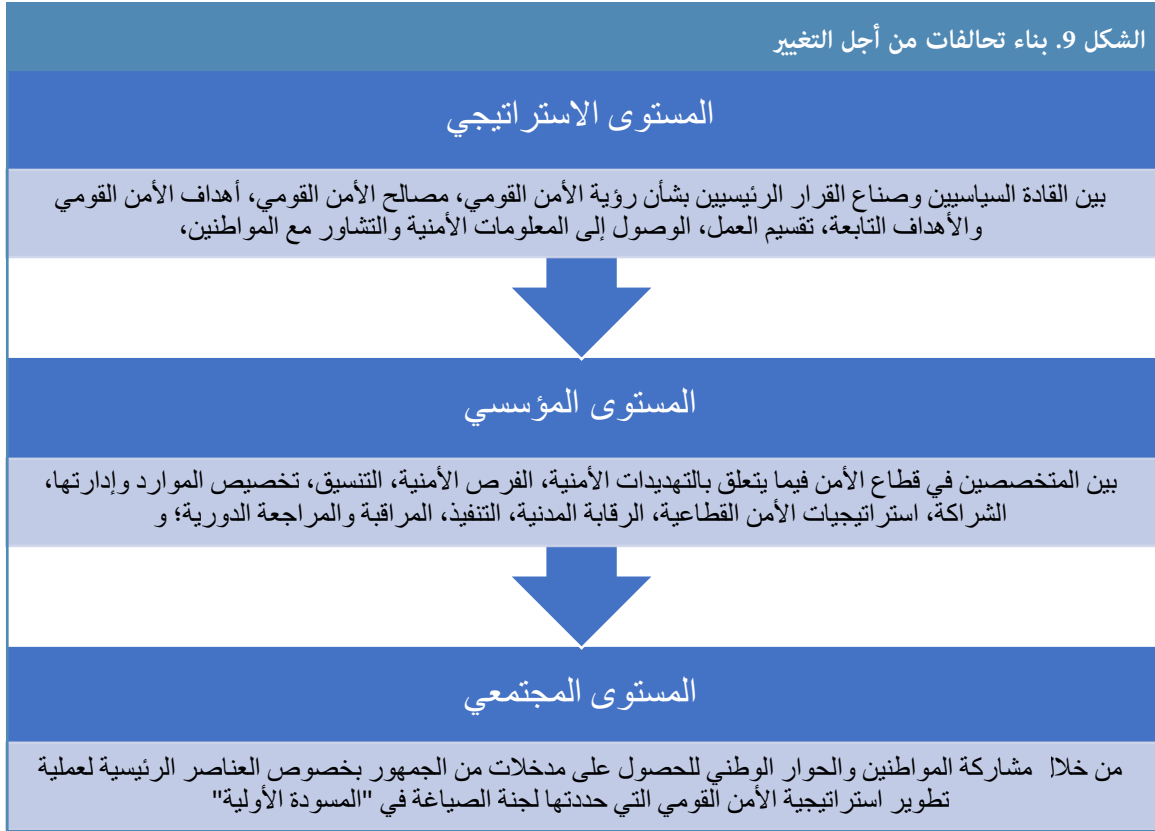 الشكل 9. بناء تحالفات من أجل التغيير
المستوى الاستراتيجي
بين القادة السياسيين وصناع القرار الرئيسيين بشأن رؤية الأمن القومي، مصالح الأمن القومي، أهداف الأمن القومي
والأهداف التابعة، تقسيم العمل، الوصول إلى المعلومات الأمنية والتشاور مع المواطنين،
المستوى المؤسسي
بين المتخصصين في قطاع الأمن فيما يتعلق بالتهديدات الأمنية، الفرص الأمنية، التنسيق، تخصيص الموارد وإدارتها،
الشراكة، استراتيجيات الأمن القطاعية، الرقابة المدنية، التنفيذ، المراقبة والمراجعة الدورية؛ و
المستوى المجتمعي
من خلال مشاركة المواطنين والحوار الوطني للحصول على مدخلات من الجمهور بخصوص العناصر الرئيسية لعملية
تطوير استراتيجية الأمن القومي التي حددتها لجنة الصياغة في "المسودة الأولية"